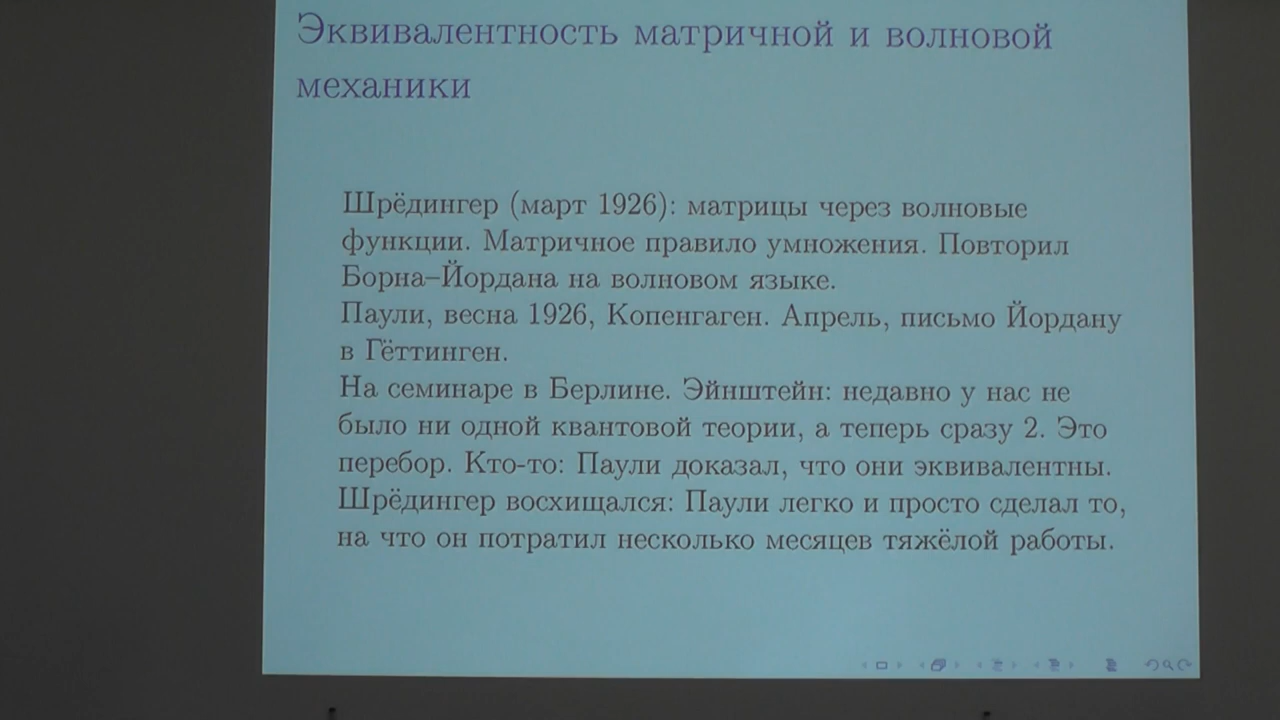 Эквивалентность матричной и волновой
механики
Шрёдингер (март 1926): матрицы через волновые
функции. Матричное правило умножения. Повторил
Борна–Йордана на волновом языке.
Паули, весна 1926, Копенгаген. Апрель, письмо Йордану
в Гёттинген.
На семинаре в Берлине. Эйнштейн: недавно у нас не
было ни одной квантовой теории, а теперь сразу 2. Это
перебор. Кто-то: Паули доказал, что они эквивалентны.
Шрёдингер восхищался: Паули легко и просто сделал то,
на что он потратил несколько месяцев тяжёлой работы.